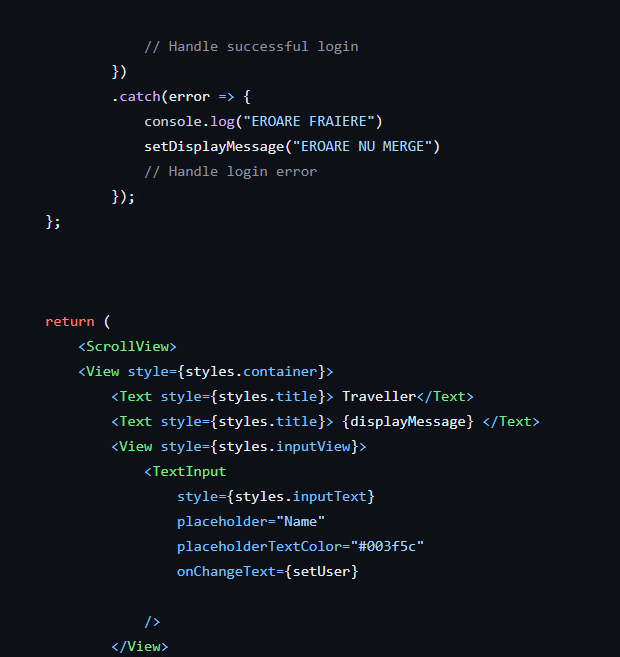 // Handle successful login
})
.catch(error => {
console.log("EROARE FRAIERE")
setDisplayMessage("EROARE NU MERGE")
// Handle login error
});
};
return (
<ScrollView>
<View style={styles.container}>
<Text style={styles.title}> Traveller</Text>
<Text style={styles.title}> {displayMessage} </Text>
<View style={styles.inputView}>
<TextInput
style={styles.inputText}
placeholder="Name"
placeholderTextColor="#003f5c"
onChangeText={setUser}
/>
</View>